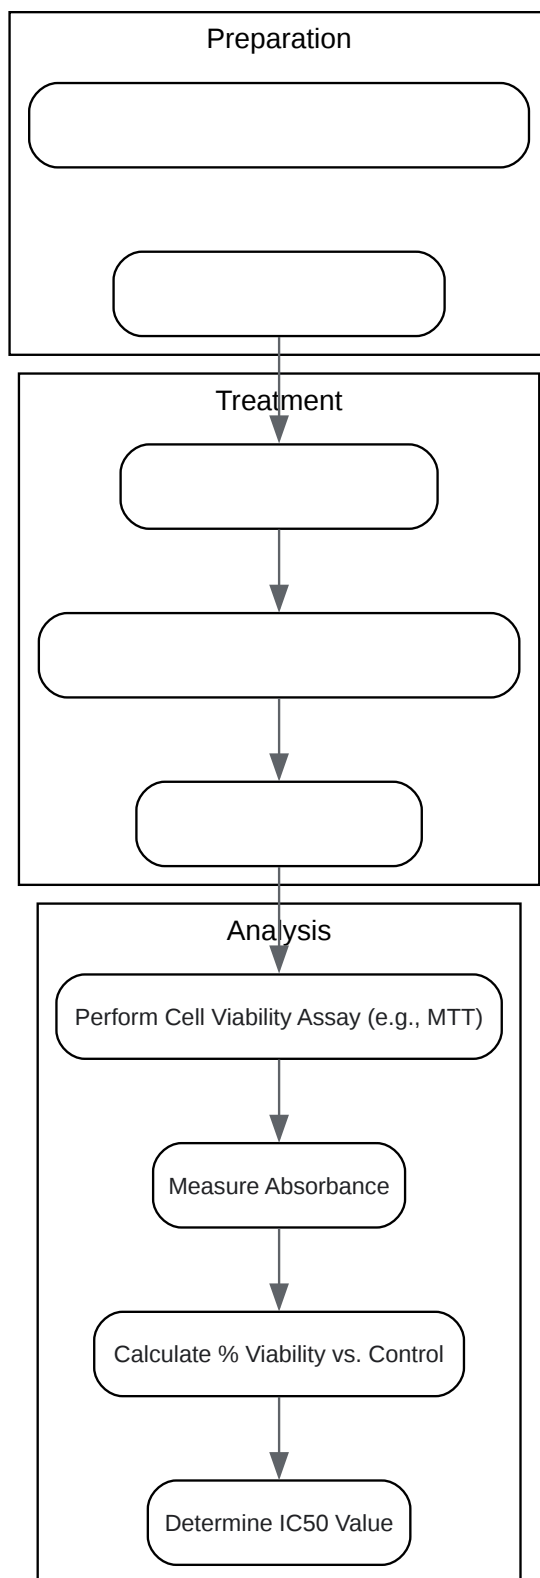 Preparation
Treatment
Analysis
Perform Cell Viability Assay (e.g., MTT)
Measure Absorbance
Calculate % Viability vs. Control
Determine IC50 Value